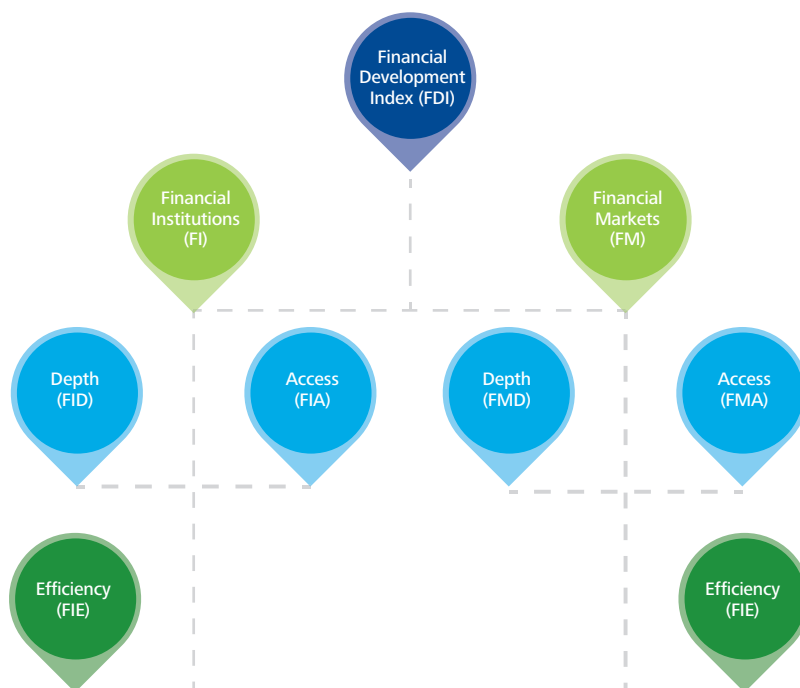 Financial
Development
Index (FDI)
Financial
Institutions
(FI)
Financial
Markets
(FM)
Depth
(FID)
Access
(FIA)
Depth
(FMD)
Access
(FMA)
Efficiency
(FIE)
Efficiency
(FIE)